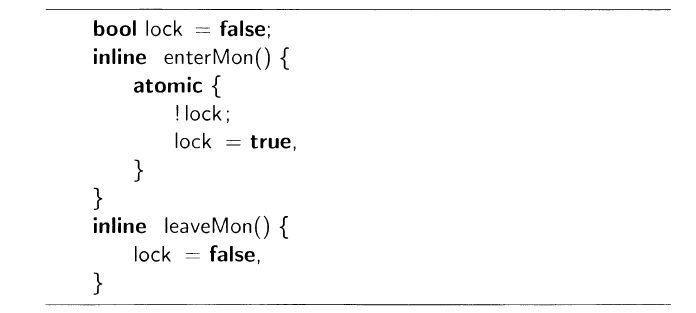 bool lock = false;
inline enterMon() {
atomic {
!lock;
lock = true,
}
}
inline leaveMon() {
lock = false,
}